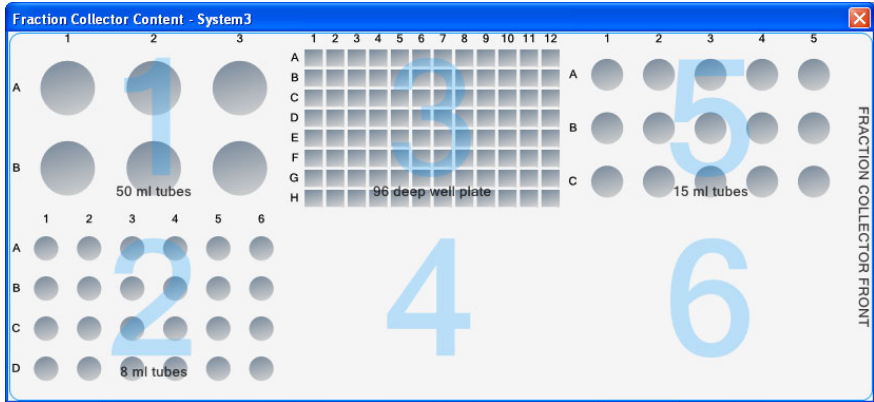 Fraction Collector Content - System3
1 2 3
A
B
1
50 ml tubes
1 2 3 4 5 6
A
B
C
D
2
8 ml tubes
1 2 3 4 5 6 7 8 9 10 11 12
A
B
C
D
E
F
G
H
3
96 deep well plate
4
1 2 3 4 5
A
B
C
5
15 ml tubes
6
FRACTION COLLECTOR FRONT